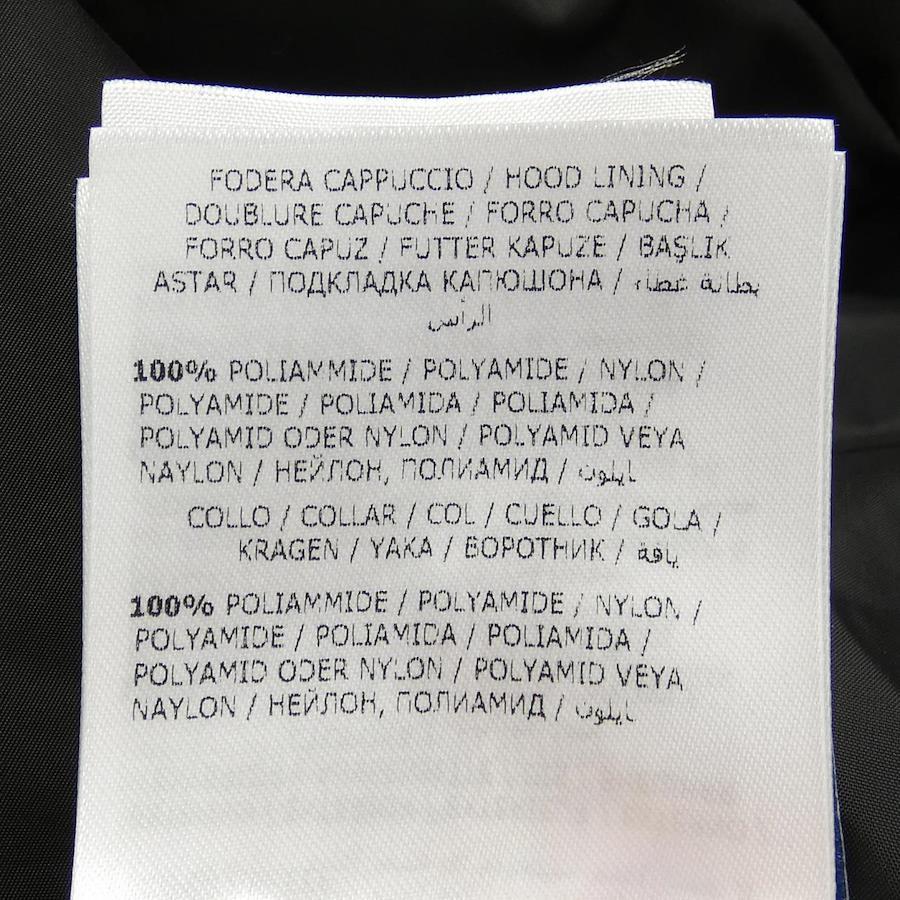 FODERA CAPPUCCIO / HOOD LINING /
DOUBLURE CAPUCHE / FORRO CAPUCHA /
FORRO CAPUZ / FUTTER KAPUZE / BAŞLIK
ASTAR / ПОДКЛАДКА КАПЮШОНА / بطانة غطاء
الرأس
100% POLIAMMIDE / POLYAMIDE / NYLON /
POLYAMIDE / POLIAMIDA / POLIAMIDA /
POLYAMID ODER NYLON / POLYAMID VEYA
NAYLON / НЕЙЛОН, ПОЛИАМИД / نايلون
COLLO / COLLAR / COL / CUELLO / GOLA /
KRAGEN / YAKA / ВОРОТНИК / ياقة
100% POLIAMMIDE / POLYAMIDE / NYLON /
POLYAMIDE / POLIAMIDA / POLIAMIDA /
POLYAMID ODER NYLON / POLYAMID VEYA
NAYLON / НЕЙЛОН, ПОЛИАМИД / نايلون